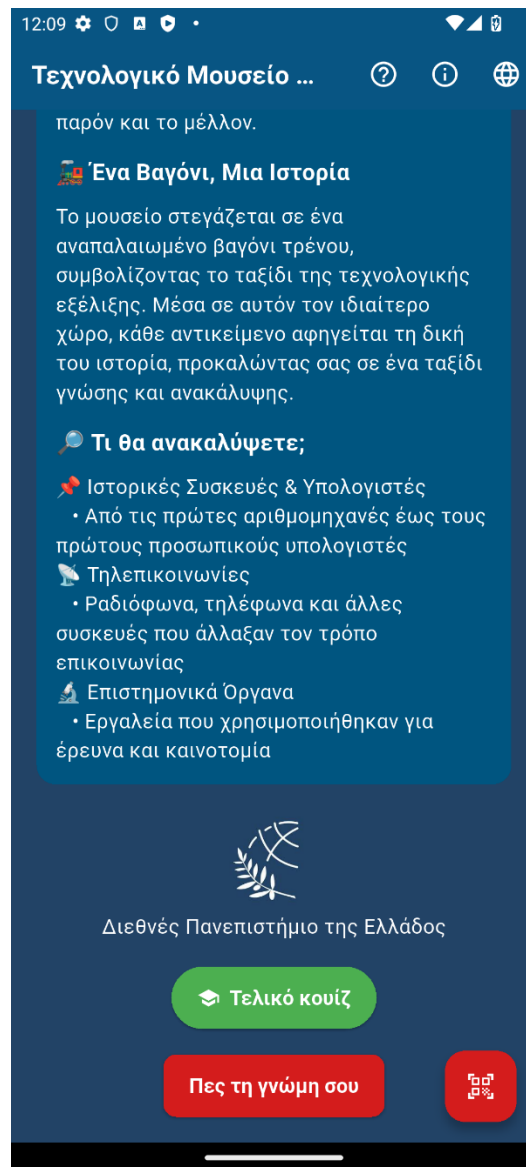 12:09
Τεχνολογικό Μουσείο ...
παρόν και το μέλλον.
🚂 Ένα Βαγόνι, Μια Ιστορία
Το μουσείο στεγάζεται σε ένα
αναπαλαιωμένο βαγόνι τρένου,
συμβολίζοντας το ταξίδι της τεχνολογικής
εξέλιξης. Μέσα σε αυτόν τον ιδιαίτερο
χώρο, κάθε αντικείμενο αφηγείται τη δική
του ιστορία, προκαλώντας σας σε ένα ταξίδι
γνώσης και ανακάλυψης.
🔎 Τι θα ανακαλύψετε;
📌 Ιστορικές Συσκευές & Υπολογιστές
• Από τις πρώτες αριθμομηχανές έως τους
πρώτους προσωπικούς υπολογιστές
📡 Τηλεπικοινωνίες
• Ραδιόφωνα, τηλέφωνα και άλλες
συσκευές που άλλαξαν τον τρόπο
επικοινωνίας
🔬 Επιστημονικά Όργανα
• Εργαλεία που χρησιμοποιήθηκαν για
έρευνα και καινοτομία
Διεθνές Πανεπιστήμιο της Ελλάδος
Τελικό κουίζ
Πες τη γνώμη σου